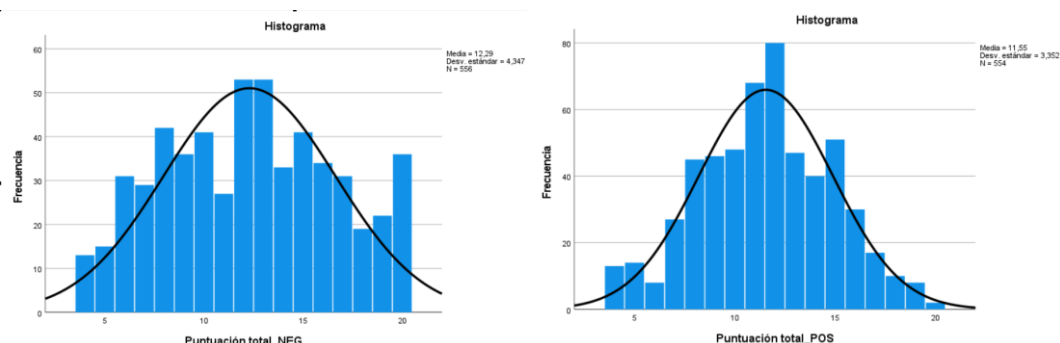 Histograma
Media = 12,29
Desv. estándar = 4,347
N = 556
60
50
40
30
20
10
0
Frecuencia
5
10
15
20
Puntuación total_NEG
Histograma
Media = 11,55
Desv. estándar = 3,352
N = 554
80
60
40
20
0
Frecuencia
5
10
15
20
Puntuación total_POS